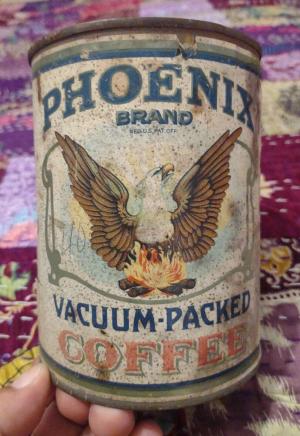 PHOENIX
BRAND
REG.U.S.PAT.OFF.
VACUUM-PACKED
COFFEE